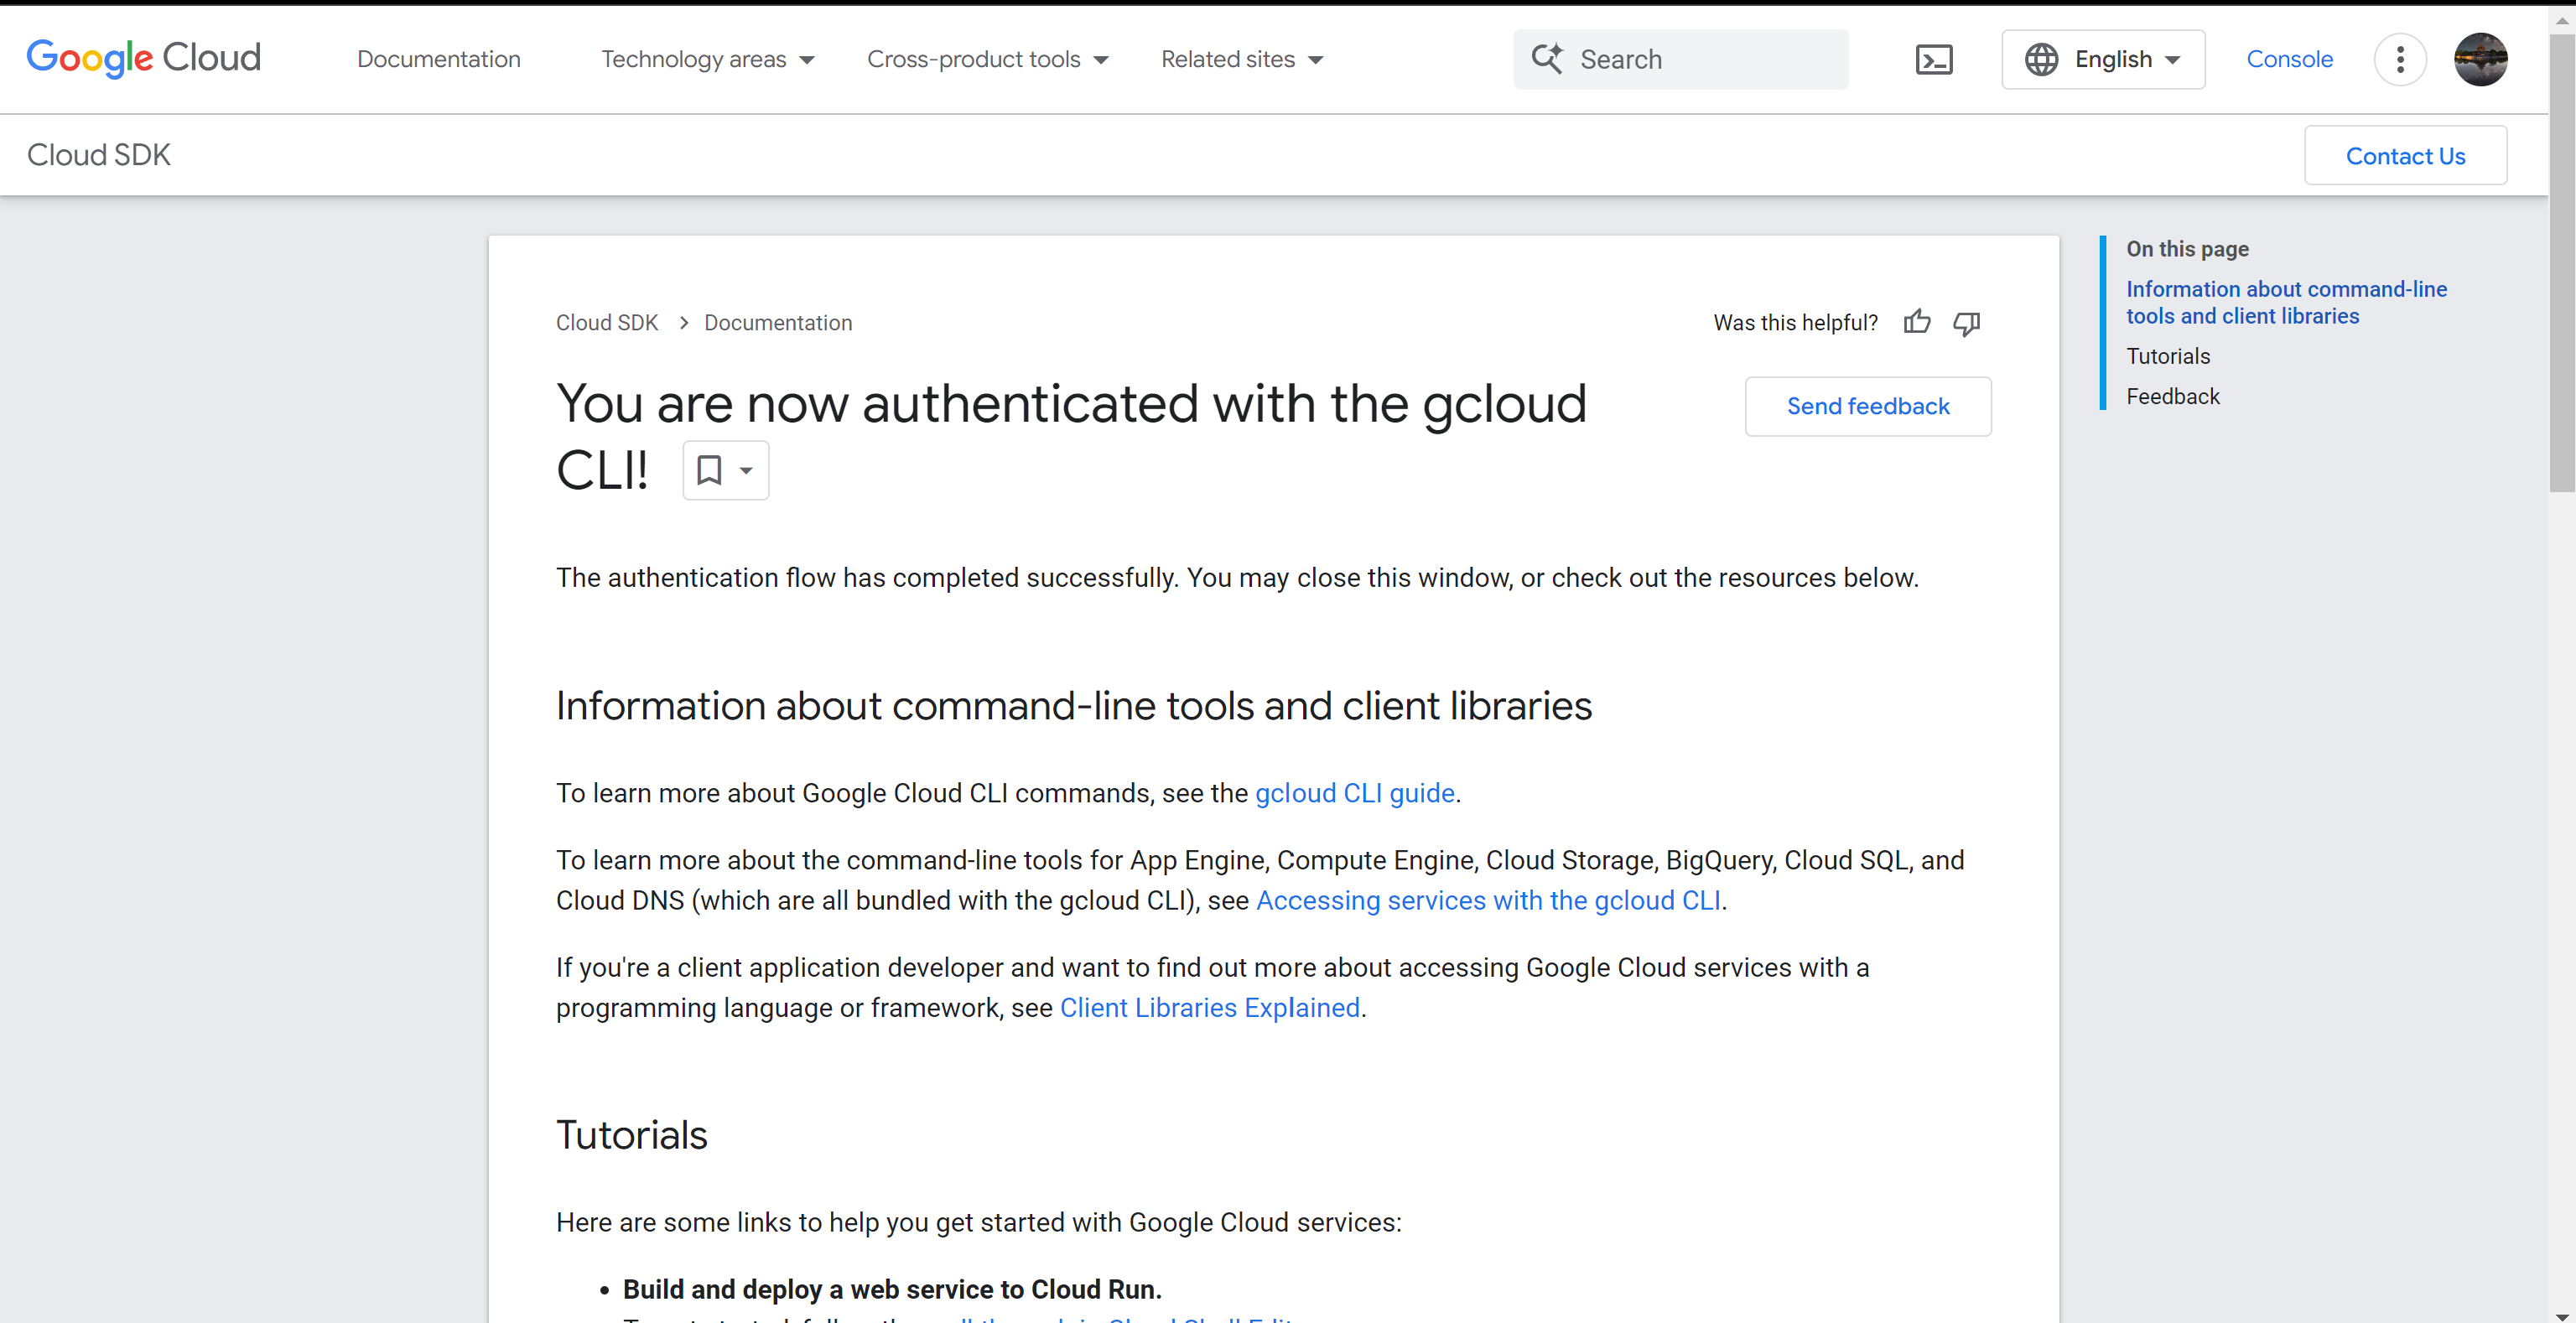 Google Cloud
Documentation
Technology areas
Cross-product tools
Related sites
Search
English
Console
Cloud SDK
Contact Us
Cloud SDK
Documentation
Was this helpful?
You are now authenticated with the gcloud
CLI!
Send feedback
The authentication flow has completed successfully. You may close this window, or check out the resources below.
Information about command-line tools and client libraries
To learn more about Google Cloud CLI commands, see the gcloud CLI guide.
To learn more about the command-line tools for App Engine, Compute Engine, Cloud Storage, BigQuery, Cloud SQL, and
Cloud DNS (which are all bundled with the gcloud CLI), see Accessing services with the gcloud CLI.
If you're a client application developer and want to find out more about accessing Google Cloud services with a
programming language or framework, see Client Libraries Explained.
Tutorials
Here are some links to help you get started with Google Cloud services:
• Build and deploy a web service to Cloud Run.
On this page
Information about command-line
tools and client libraries
Tutorials
Feedback